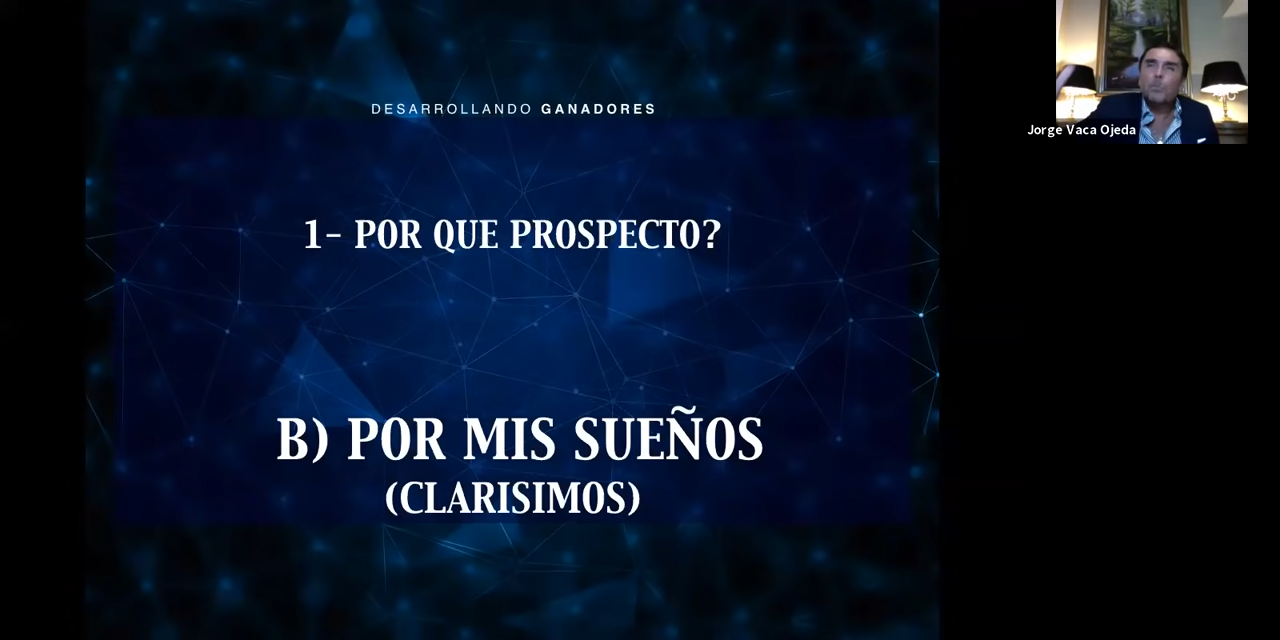 DESARROLLANDO GANADORES
1- POR QUE PROSPECTO?
B) POR MIS SUEÑOS
(CLARISIMOS)
Jorge Vaca Ojeda